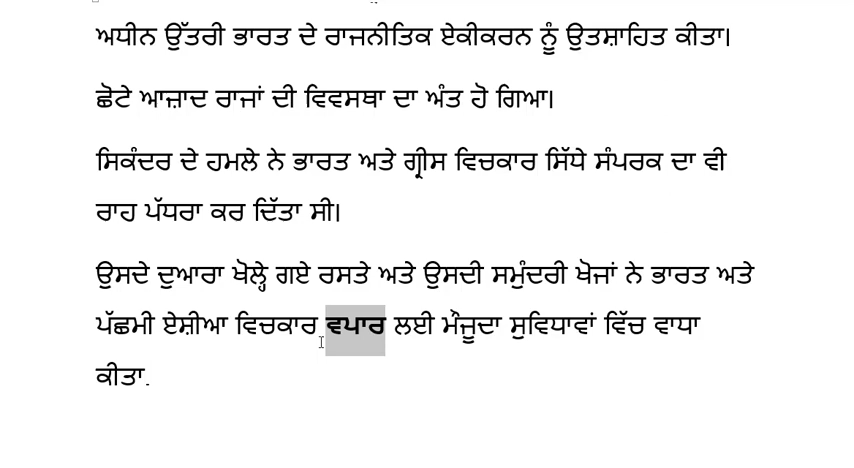 ਅਧੀਨ ਉੱਤਰੀ ਭਾਰਤ ਦੇ ਰਾਜਨੀਤਿਕ ਏਕੀਕਰਨ ਨੂੰ ਉਤਸ਼ਾਹਿਤ ਕੀਤਾ।
ਛੋਟੇ ਆਜ਼ਾਦ ਰਾਜਾਂ ਦੀ ਵਿਵਸਥਾ ਦਾ ਅੰਤ ਹੋ ਗਿਆ।
ਸਿਕੰਦਰ ਦੇ ਹਮਲੇ ਨੇ ਭਾਰਤ ਅਤੇ ਗ੍ਰੀਸ ਵਿਚਕਾਰ ਸਿੱਧੇ ਸੰਪਰਕ ਦਾ ਵੀ
ਰਾਹ ਪੱਧਰਾ ਕਰ ਦਿੱਤਾ ਸੀ।
ਉਸਦੇ ਦੁਆਰਾ ਖੋਲ੍ਹੇ ਗਏ ਰਸਤੇ ਅਤੇ ਉਸਦੀ ਸਮੁੰਦਰੀ ਖੋਜਾਂ ਨੇ ਭਾਰਤ ਅਤੇ
ਪੱਛਮੀ ਏਸ਼ੀਆ ਵਿਚਕਾਰ ਵਪਾਰ ਲਈ ਮੌਜੂਦਾ ਸੁਵਿਧਾਵਾਂ ਵਿੱਚ ਵਾਧਾ
ਕੀਤਾ.